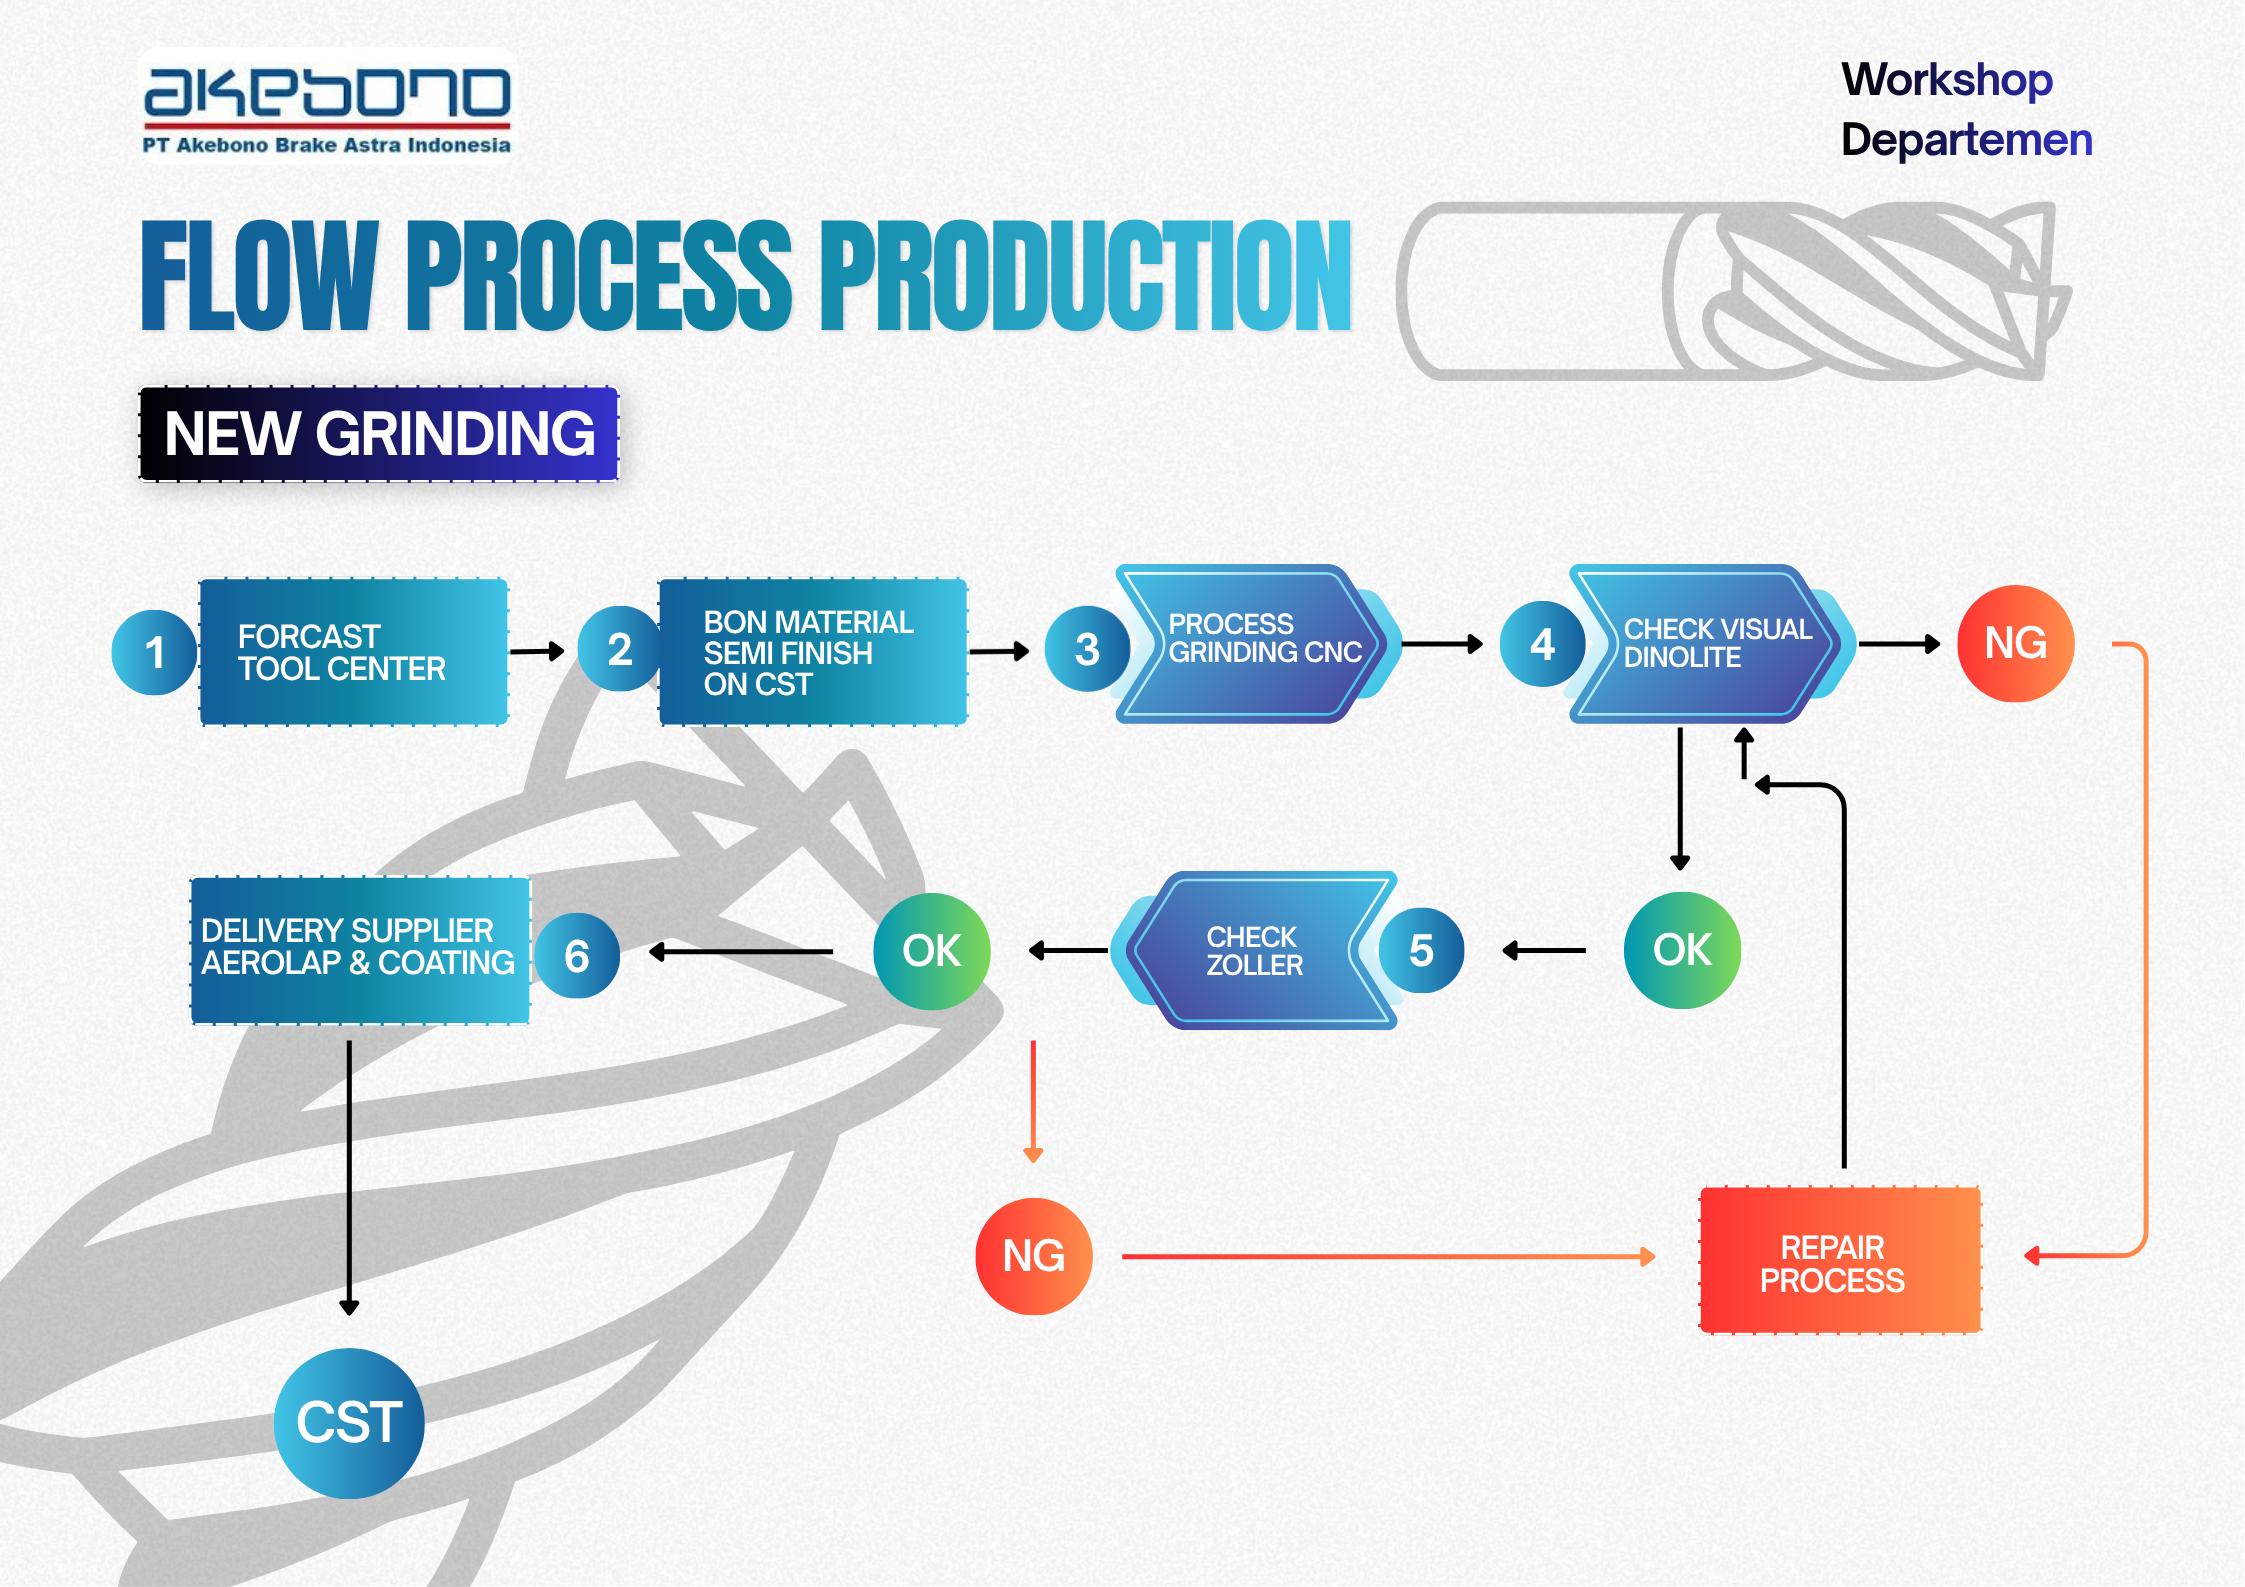 akebono
PT Akebono Brake Astra Indonesia
Workshop
Departemen
FLOW PROCESS PRODUCTION
NEW GRINDING
1
FORCAST
TOOL CENTER
2
BON MATERIAL
SEMI FINISH
ON CST
3
PROCESS
GRINDING CNC
4
CHECK VISUAL
DINOLITE
NG
DELIVERY SUPPLIER
AEROLAP & COATING
6
OK
CHECK
ZOLLER
5
OK
NG
REPAIR
PROCESS
CST